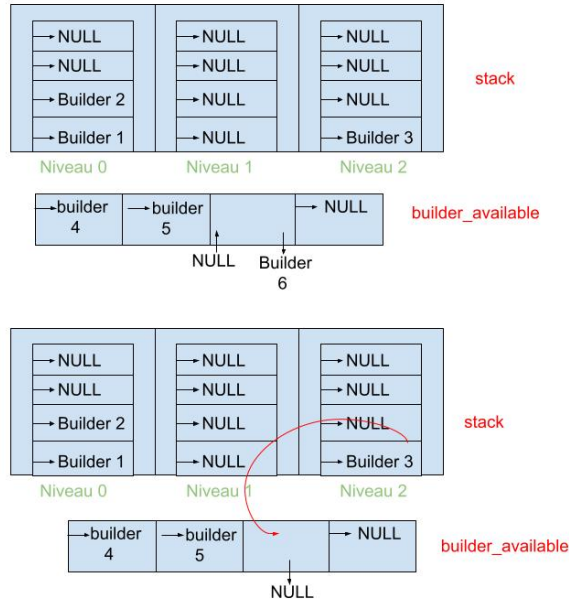 NULL NULL NULL
NULL NULL NULL
stack
Builder 2 NULL NULL
Builder 1 NULL Builder 3
Niveau 0 Niveau 1 Niveau 2
builder builder NULL
builder_available
4 5
NULL Builder
6
NULL NULL NULL
NULL NULL NULL
stack
Builder 2 NULL NULL
Builder 1 NULL Builder 3
Niveau 0 Niveau 1 Niveau 2
builder builder NULL
builder_available
4 5
NULL